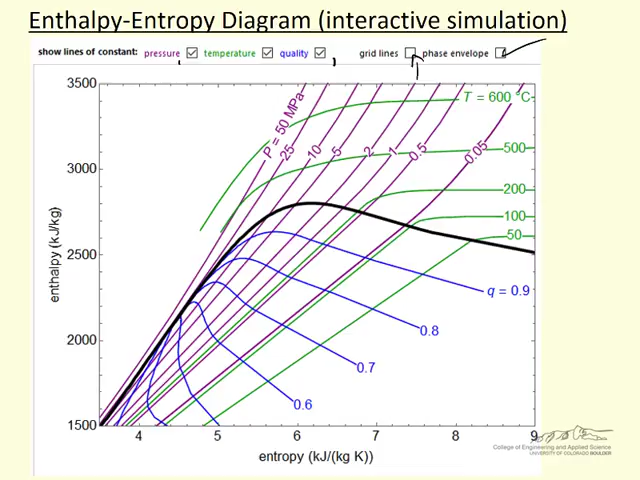 Enthalpy-Entropy Diagram (interactive simulation)
show lines of constant: pressure temperature quality grid lines phase envelope
3500
3000
2500
2000
1500
enthalpy (kJ/kg)
P = 50 MPa
25
10
5
2
1
0.5
0.05
T = 600 °C
500
200
100
50
q = 0.9
0.8
0.7
0.6
4 5 6 7 8 9
entropy (kJ/(kg K))
College of Engineering and Applied Science
UNIVERSITY OF COLORADO BOULDER